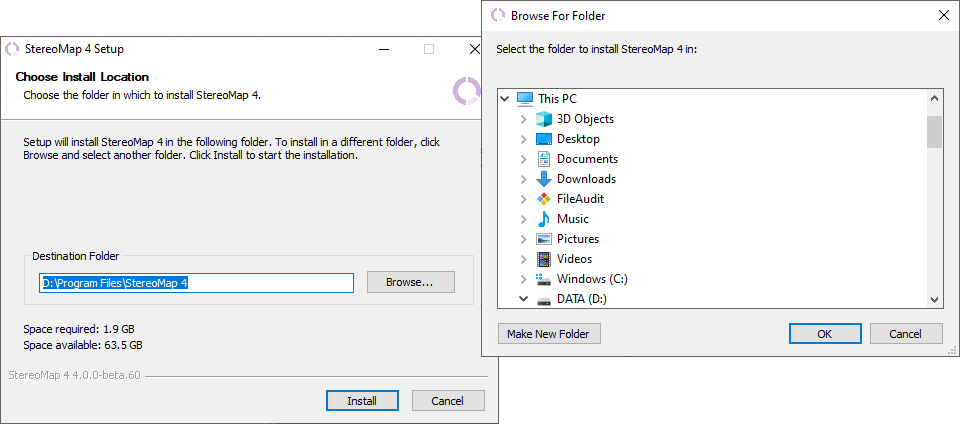 StereoMap 4 Setup
Choose Install Location
Choose the folder in which to install StereoMap 4.
Setup will install StereoMap 4 in the following folder. To install in a different folder, click
Browse and select another folder. Click Install to start the installation.
Destination Folder
D:\Program Files\StereoMap 4
Browse...
Space required: 1.9 GB
Space available: 63.5 GB
StereoMap 4 4.0.0-beta.60
Install
Cancel
Browse For Folder
Select the folder to install StereoMap 4 in:
This PC
3D Objects
Desktop
Documents
Downloads
FileAudit
Music
Pictures
Videos
Windows (C:)
DATA (D:)
Make New Folder
OK
Cancel